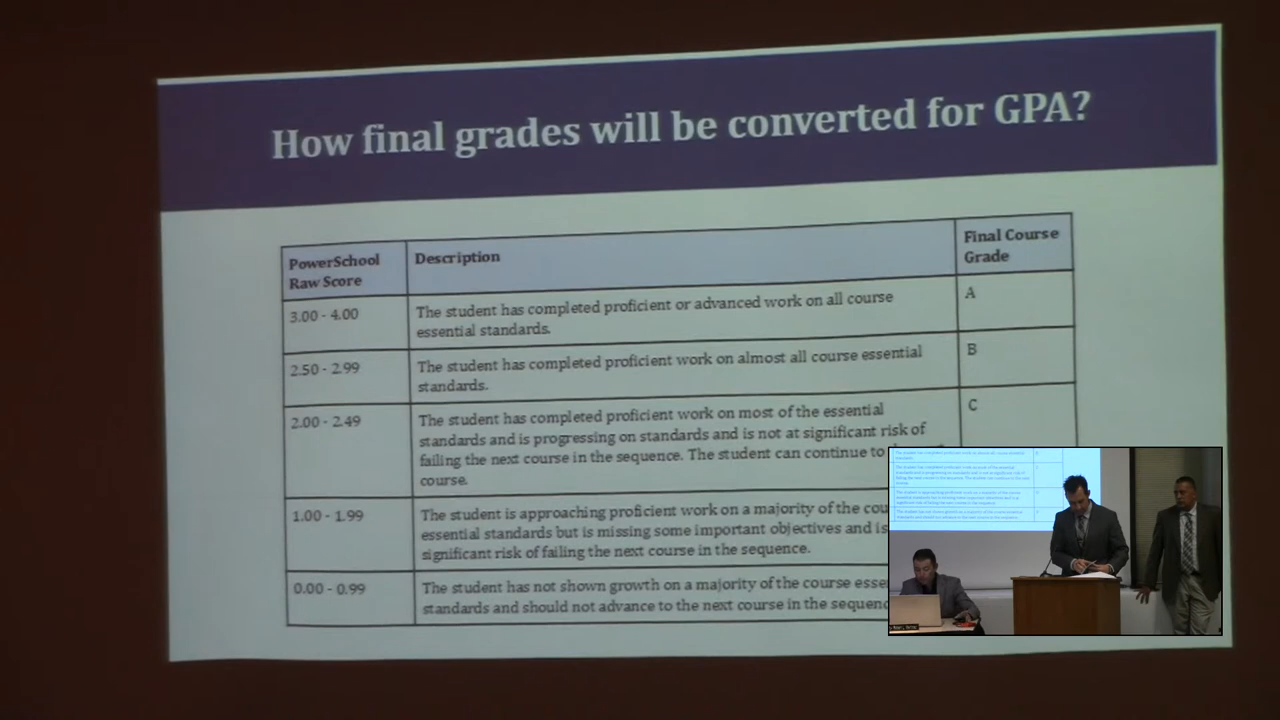 How final grades will be converted for GPA?
PowerSchool
Raw Score
Description
Final Course
Grade
3.00 - 4.00
The student has completed proficient or advanced work on all course
essential standards.
A
2.50 - 2.99
The student has completed proficient work on almost all course essential
standards.
B
2.00 - 2.49
The student has completed proficient work on most of the essential
standards and is progressing on standards and is not at significant risk of
failing the next course in the sequence. The student can continue to
course.
C
1.00 - 1.99
The student is approaching proficient work on a majority of the cou
essential standards but is missing some important objectives and is
significant risk of failing the next course in the sequence.
0.00 - 0.99
The student has not shown growth on a majority of the course esse
standards and should not advance to the next course in the sequenc